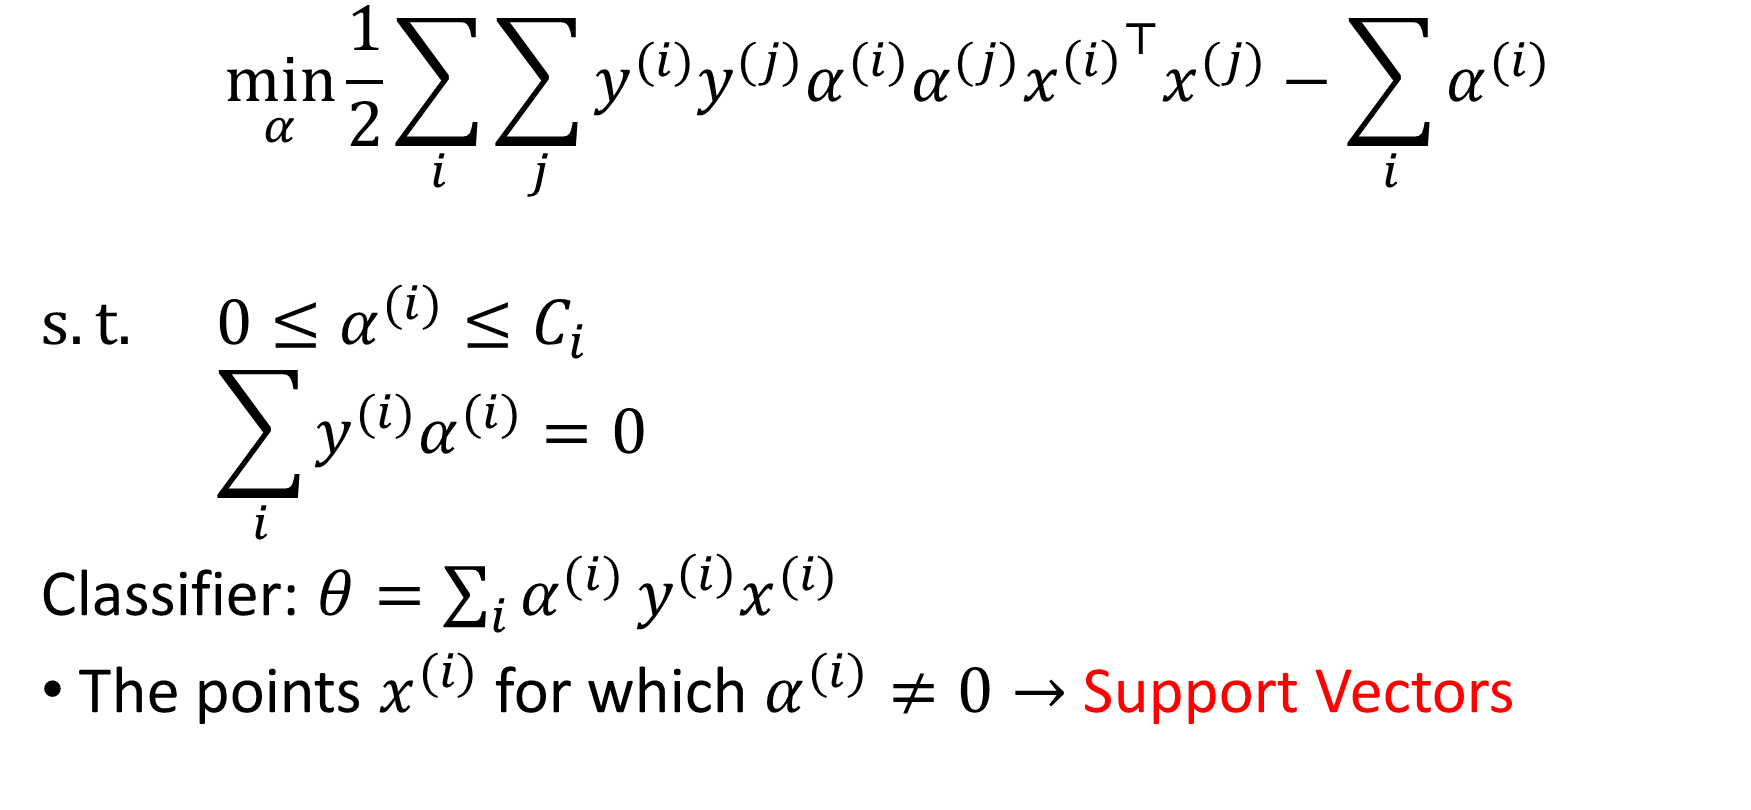 min_α 1/2 ∑_i ∑_j y^(i) y^(j) α^(i) α^(j) x^(i)⊤ x^(j) − ∑_i α^(i)
s. t. 0 ≤ α^(i) ≤ C_i
∑_i y^(i) α^(i) = 0
Classifier: θ = ∑_i α^(i) y^(i) x^(i)
• The points x^(i) for which α^(i) ≠ 0 → Support Vectors